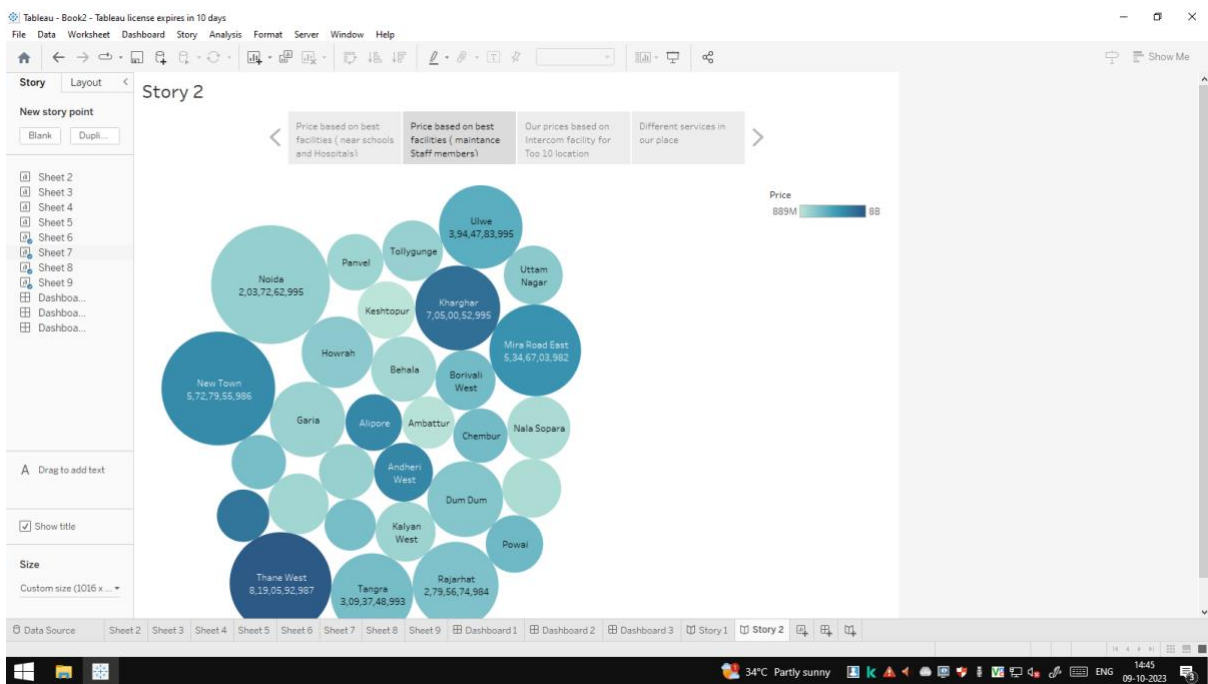 Tableau - Book2 - Tableau license expires in 10 days
File Data Worksheet Dashboard Story Analysis Format Server Window Help
Show Me
Story Layout
New story point
Blank Dupli...
Sheet 2
Sheet 3
Sheet 4
Sheet 5
Sheet 6
Sheet 7
Sheet 8
Sheet 9
Dashboa...
Dashboa...
Dashboa...
A Drag to add text
Show title
Size
Custom size (1016 x ...
Story 2
Price based on best
facilities ( near schools
and Hospitals)
Price based on best
facilities ( maintance
Staff members)
Our prices based on
Intercom facility for
Top 10 location
Different services in
our place
Price
889M 8B
Ulwe
3,94,47,83,995
Tollygunge
Panvel
Uttam
Nagar
Noida
2,03,72,62,995
Keshtopur
Kharghar
7,05,00,52,995
Mira Road East
5,34,67,03,982
Howrah
Behala
Borivali
West
New Town
5,72,79,55,986
Garia
Alipore
Ambattur
Chembur
Nala Sopara
Andheri
West
Dum Dum
Kalyan
West
Powai
Thane West
8,19,05,92,987
Tangra
3,09,37,48,993
Rajarhat
2,79,56,74,984
Data Source Sheet 2 Sheet 3 Sheet 4 Sheet 5 Sheet 6 Sheet 7 Sheet 8 Sheet 9 Dashboard 1 Dashboard 2 Dashboard 3 Story 1 Story 2
34°C Partly sunny ENG
14:45
09-10-2023
3